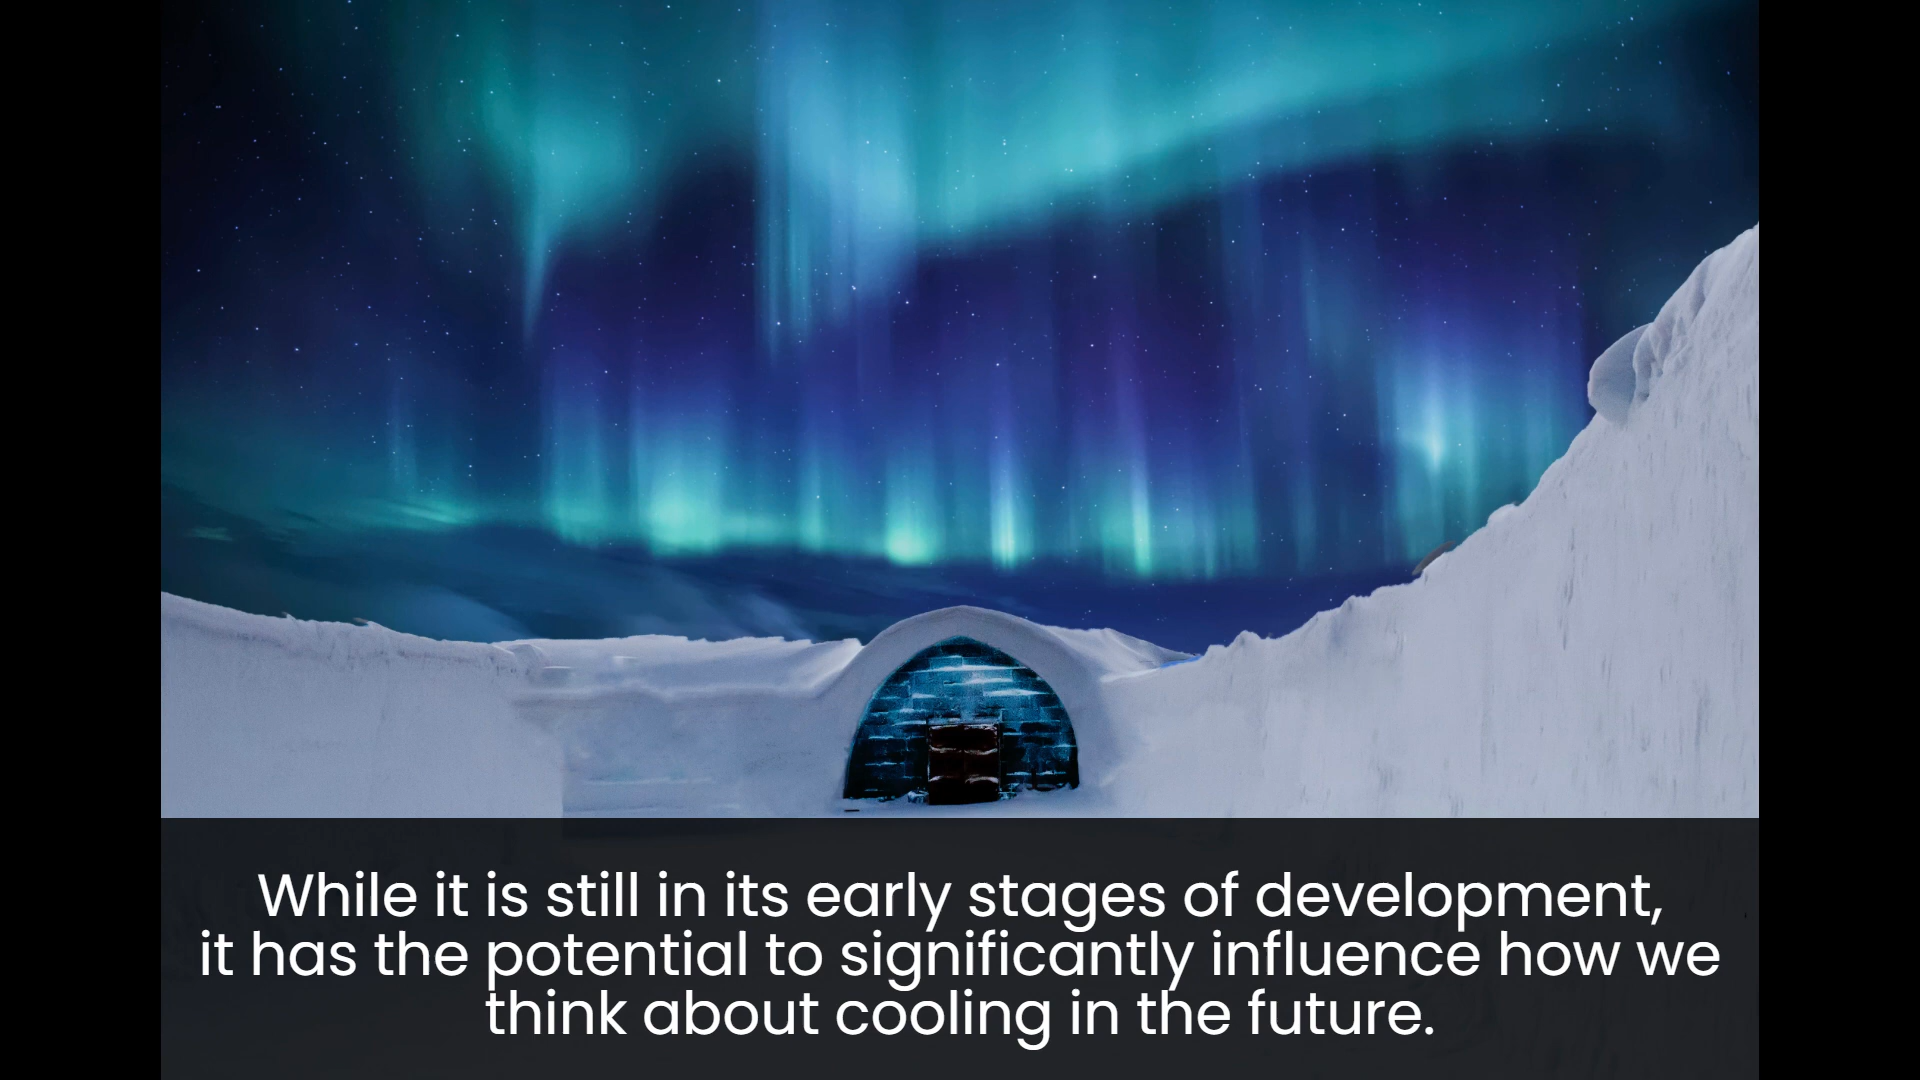 While it is still in its early stages of development,
it has the potential to significantly influence how we
think about cooling in the future.